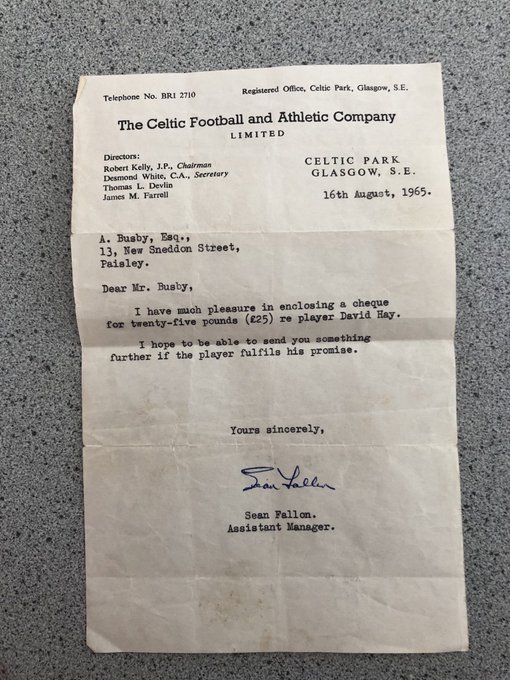 Telephone No. BRI 2710
Registered Office, Celtic Park, Glasgow, S.E.
The Celtic Football and Athletic Company
LIMITED
Directors:
Robert Kelly, J.P., Chairman
Desmond White, C.A., Secretary
Thomas L. Devlin
James M. Farrell
CELTIC PARK
GLASGOW, S.E.
16th August, 1965.
A. Busby, Esq.,
13, New Sneddon Street,
Paisley.
Dear Mr. Busby,
I have much pleasure in enclosing a cheque
for twenty-five pounds (£25) re player David Hay.
I hope to be able to send you something
further if the player fulfils his promise.
Yours sincerely,
Sean Fallon
Sean Fallon.
Assistant Manager.